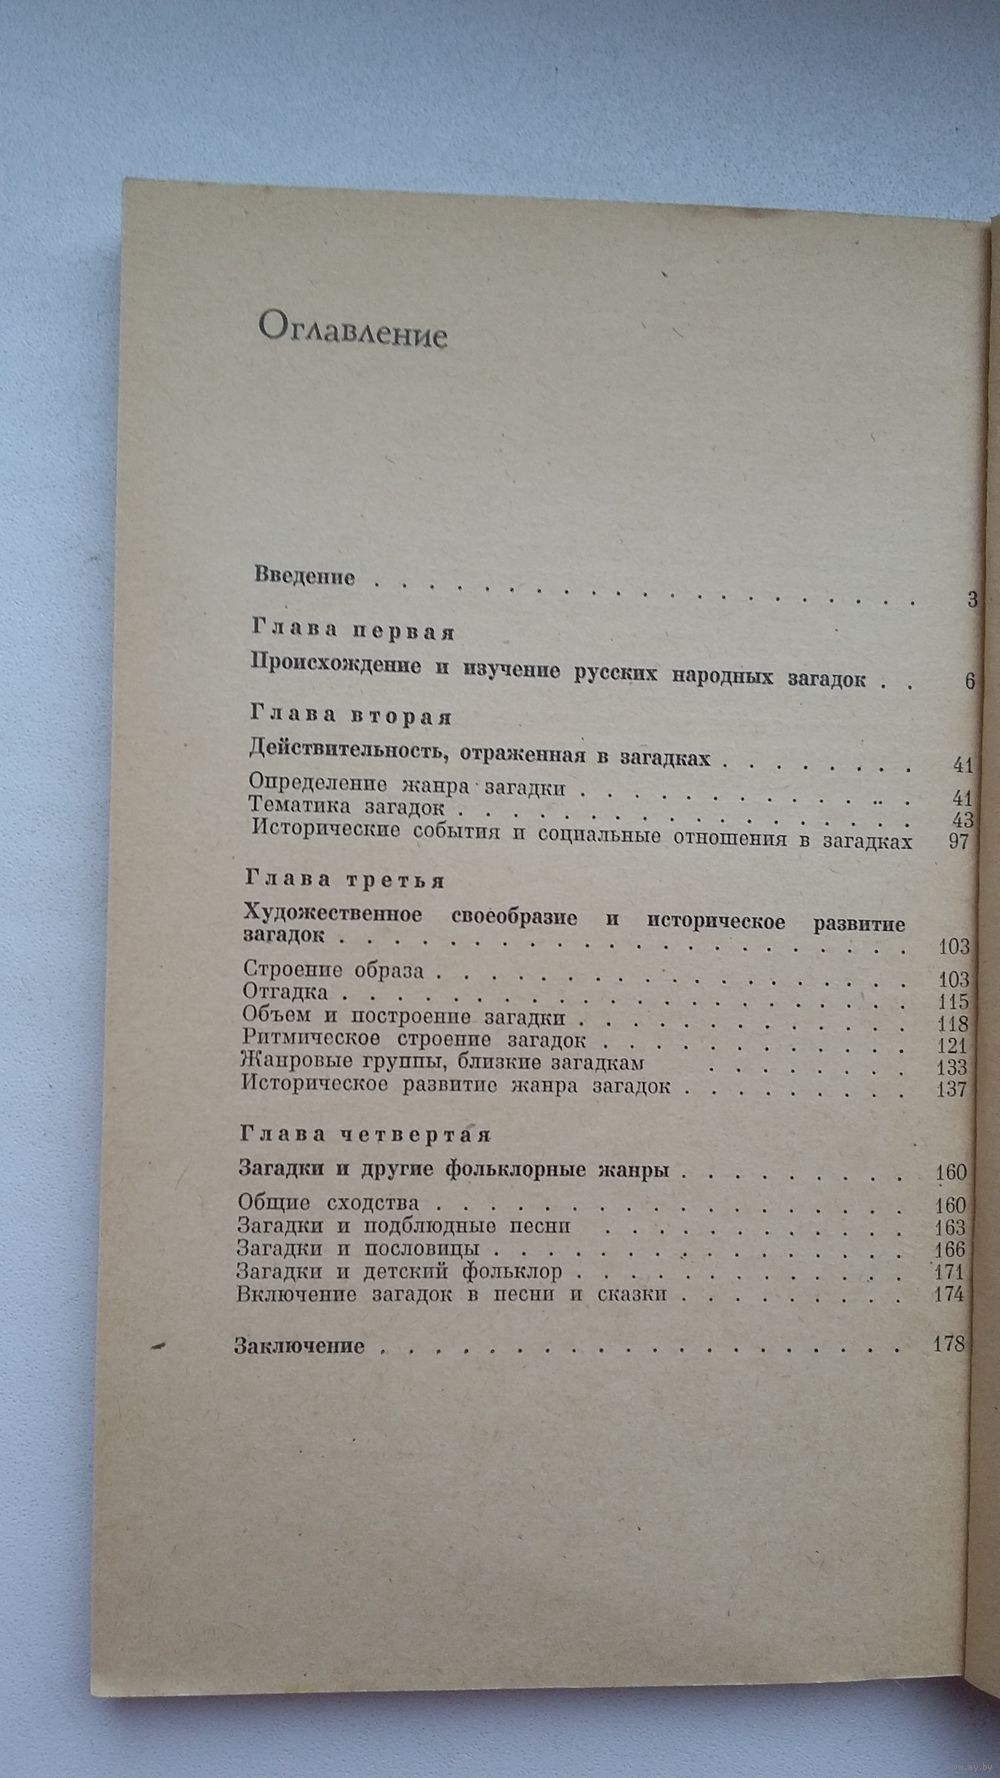 Оглавление
Введение . . . . . . . . . . . . . . . . . . . . . 3
Глава первая
Происхождение и изучение русских народных загадок . . 6
Глава вторая
Действительность, отраженная в загадках . . . . . . . . 41
Определение жанра загадки . . . . . . . . . . . . . 41
Тематика загадок . . . . . . . . . . . . . . . . . 43
Исторические события и социальные отношения в загадках 97
Глава третья
Художественное своеобразие и историческое развитие
загадок . . . . . . . . . . . . . . . . . . . . . 103
Строение образа . . . . . . . . . . . . . . . . . . 103
Отгадка . . . . . . . . . . . . . . . . . . . . . 115
Объем и построение загадки . . . . . . . . . . . . . 118
Ритмическое строение загадок . . . . . . . . . . . . 121
Жанровые группы, близкие загадкам . . . . . . . . 133
Историческое развитие жанра загадок . . . . . . . . . 137
Глава четвертая
Загадки и другие фольклорные жанры . . . . . . . . . 160
Общие сходства . . . . . . . . . . . . . . . . . . 160
Загадки и подблюдные песни . . . . . . . . . . . . 163
Загадки и пословицы . . . . . . . . . . . . . . . . 166
Загадки и детский фольклор . . . . . . . . . . . . . 171
Включение загадок в песни и сказки . . . . . . . . . 174
Заключение . . . . . . . . . . . . . . . . . . . . 178